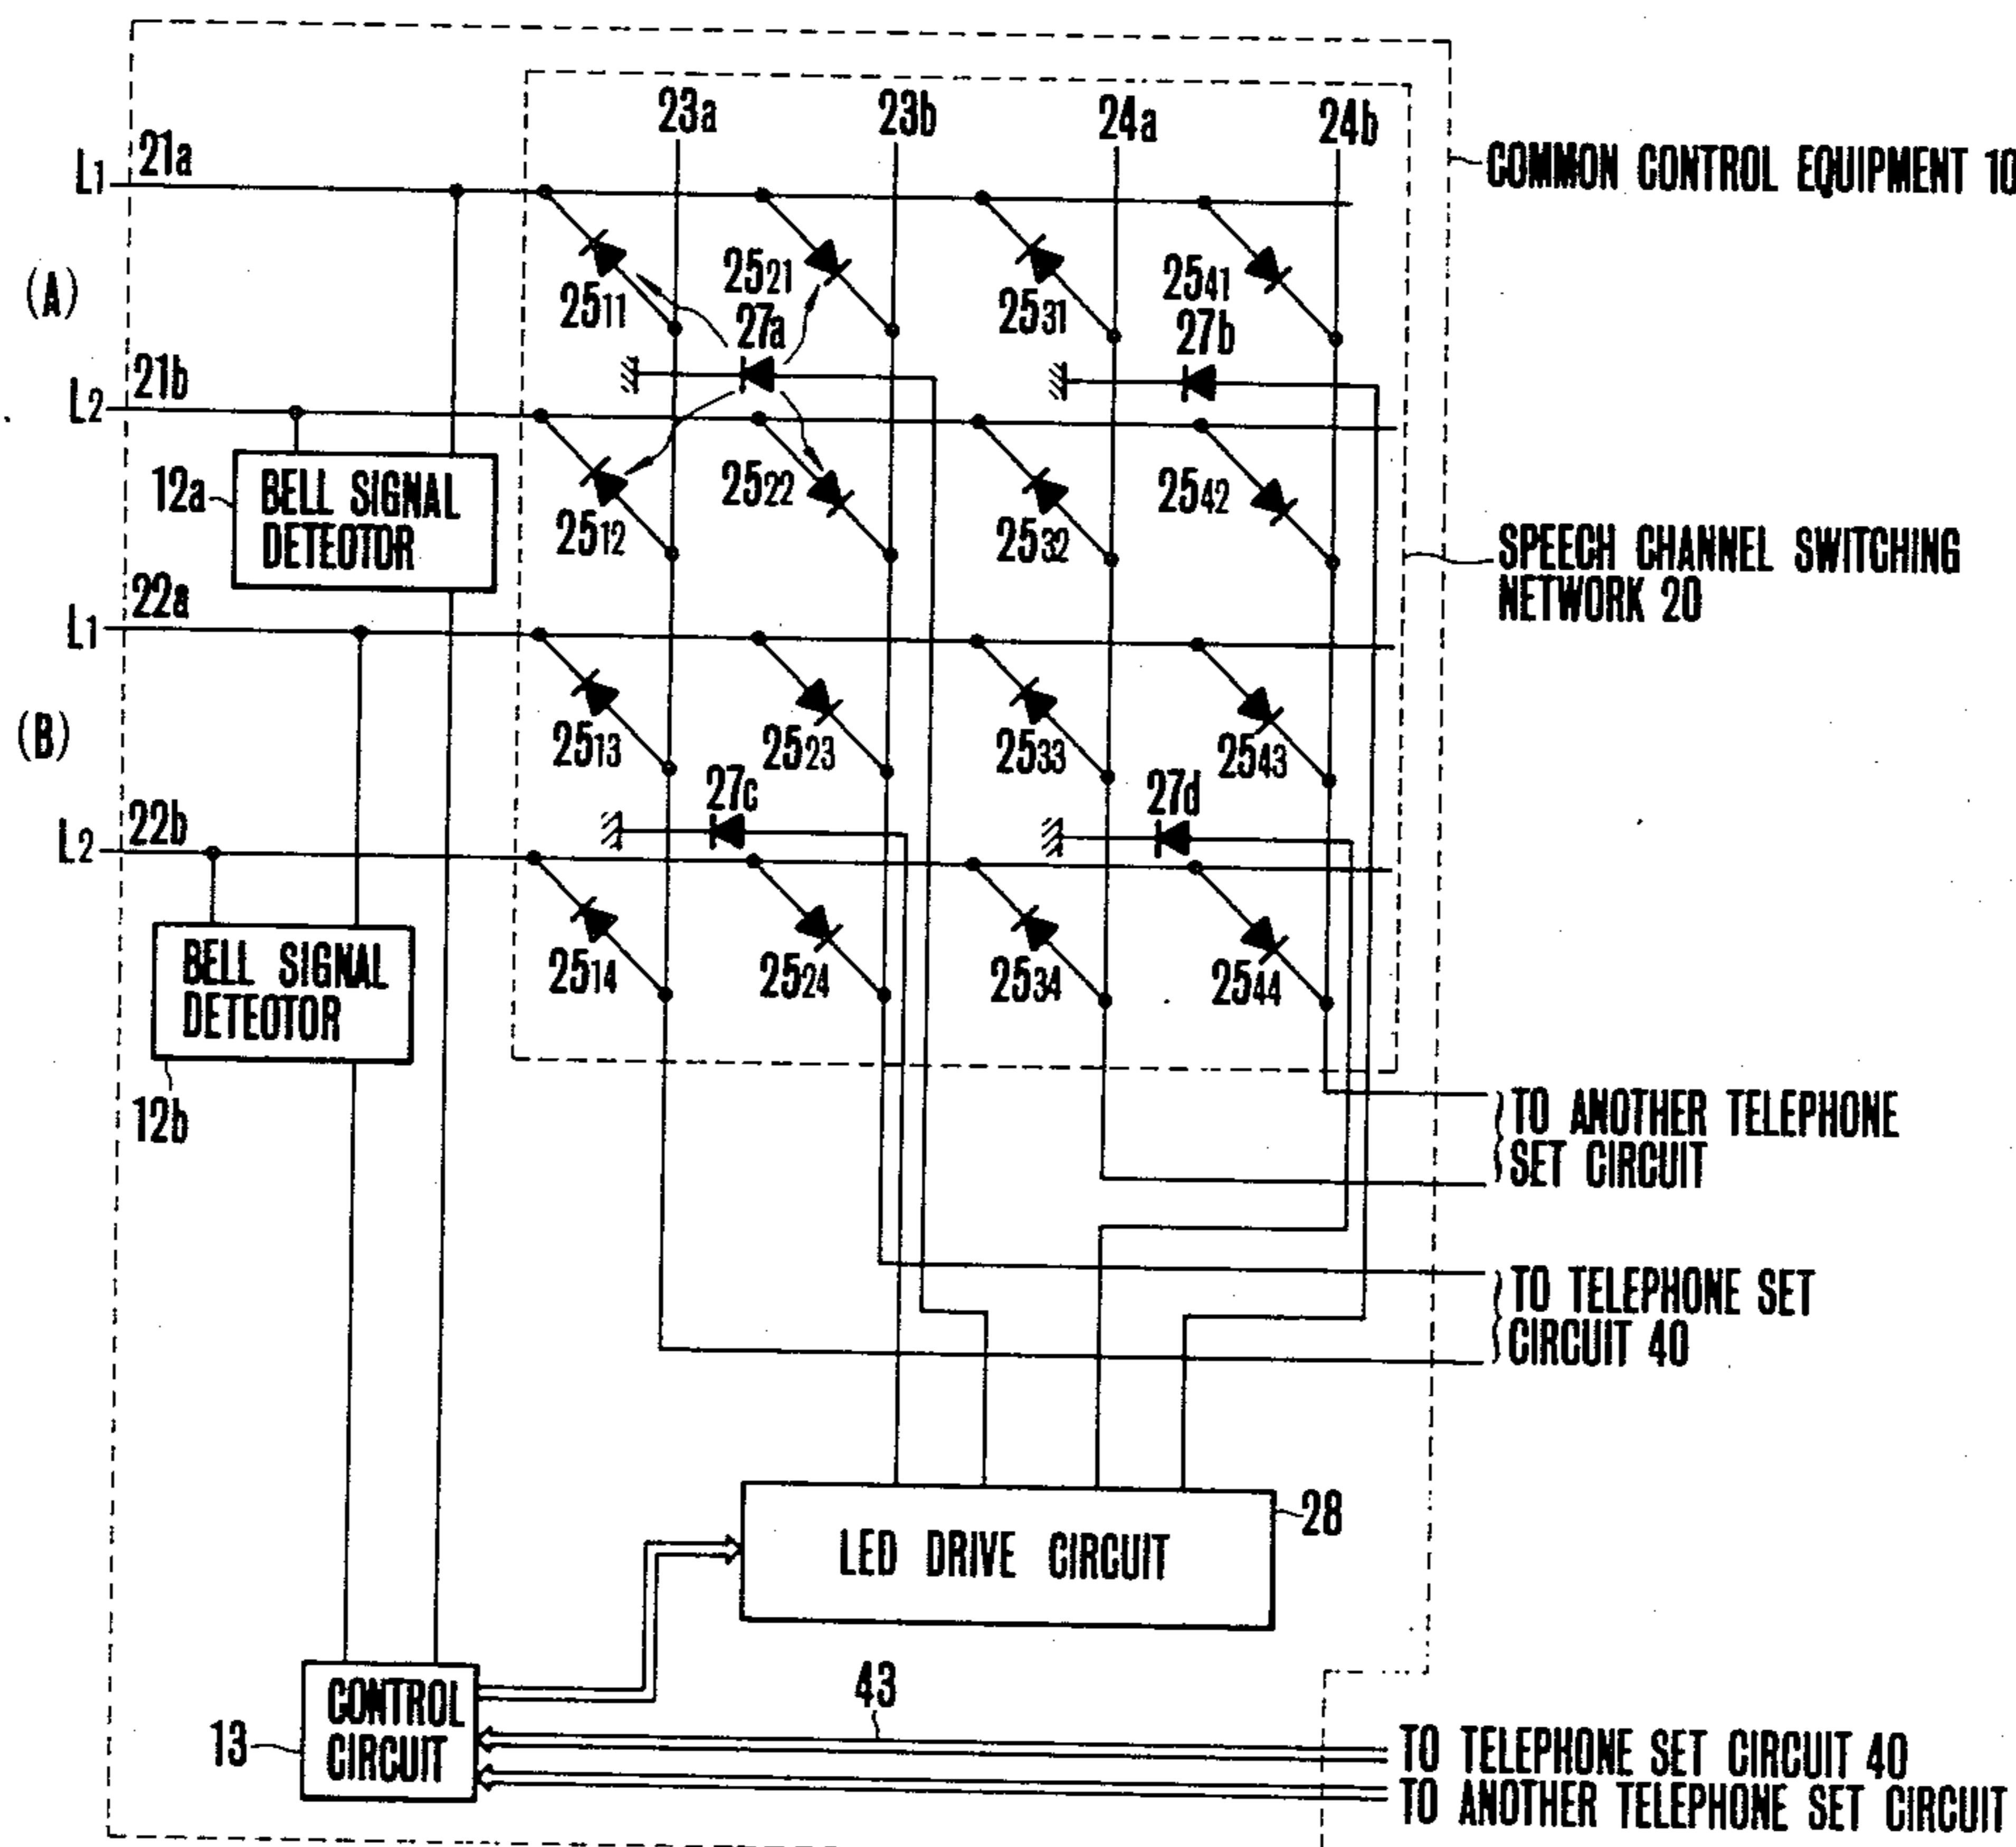 23a
23b
24a
24b
L1
21a
COMMON CONTROL EQUIPMENT 10
(A)
2511
2521
27a
2531
2541
27b
L2
21b
12a
BELL SIGNAL
DETEOTOR
2512
2522
2532
2542
SPEECH CHANNEL SWITCHING
NETWORK 20
L1
22a
(B)
2513
2523
2533
2543
27c
27d
L2
22b
BELL SIGNAL
DETEOTOR
12b
2514
2524
2534
2544
TO ANOTHER TELEPHONE
SET CIRCUIT
TO TELEPHONE SET
CIRCUIT 40
LED DRIVE CIRCUIT
28
CONTROL
CIRCUIT
13
43
TO TELEPHONE SET CIRCUIT 40
TO ANOTHER TELEPHONE SET CIRCUIT